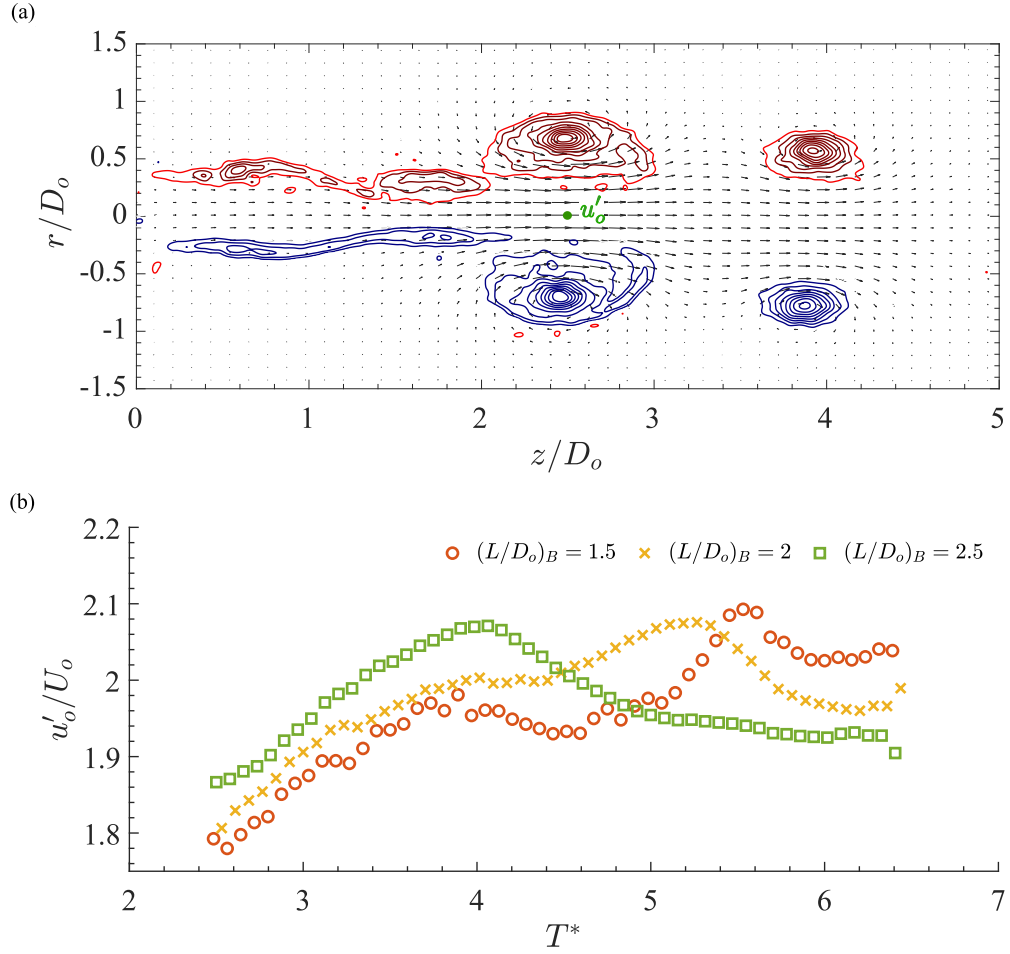 (a)
1.5
1
0.5
0
-0.5
-1
-1.5
r/D_o
u'_o
0 1 2 3 4 5
z/D_o
(b)
2.2
2.1
2
1.9
1.8
u'_o/U_o
(L/D_o)_B = 1.5 (L/D_o)_B = 2 (L/D_o)_B = 2.5
2 3 4 5 6 7
T*